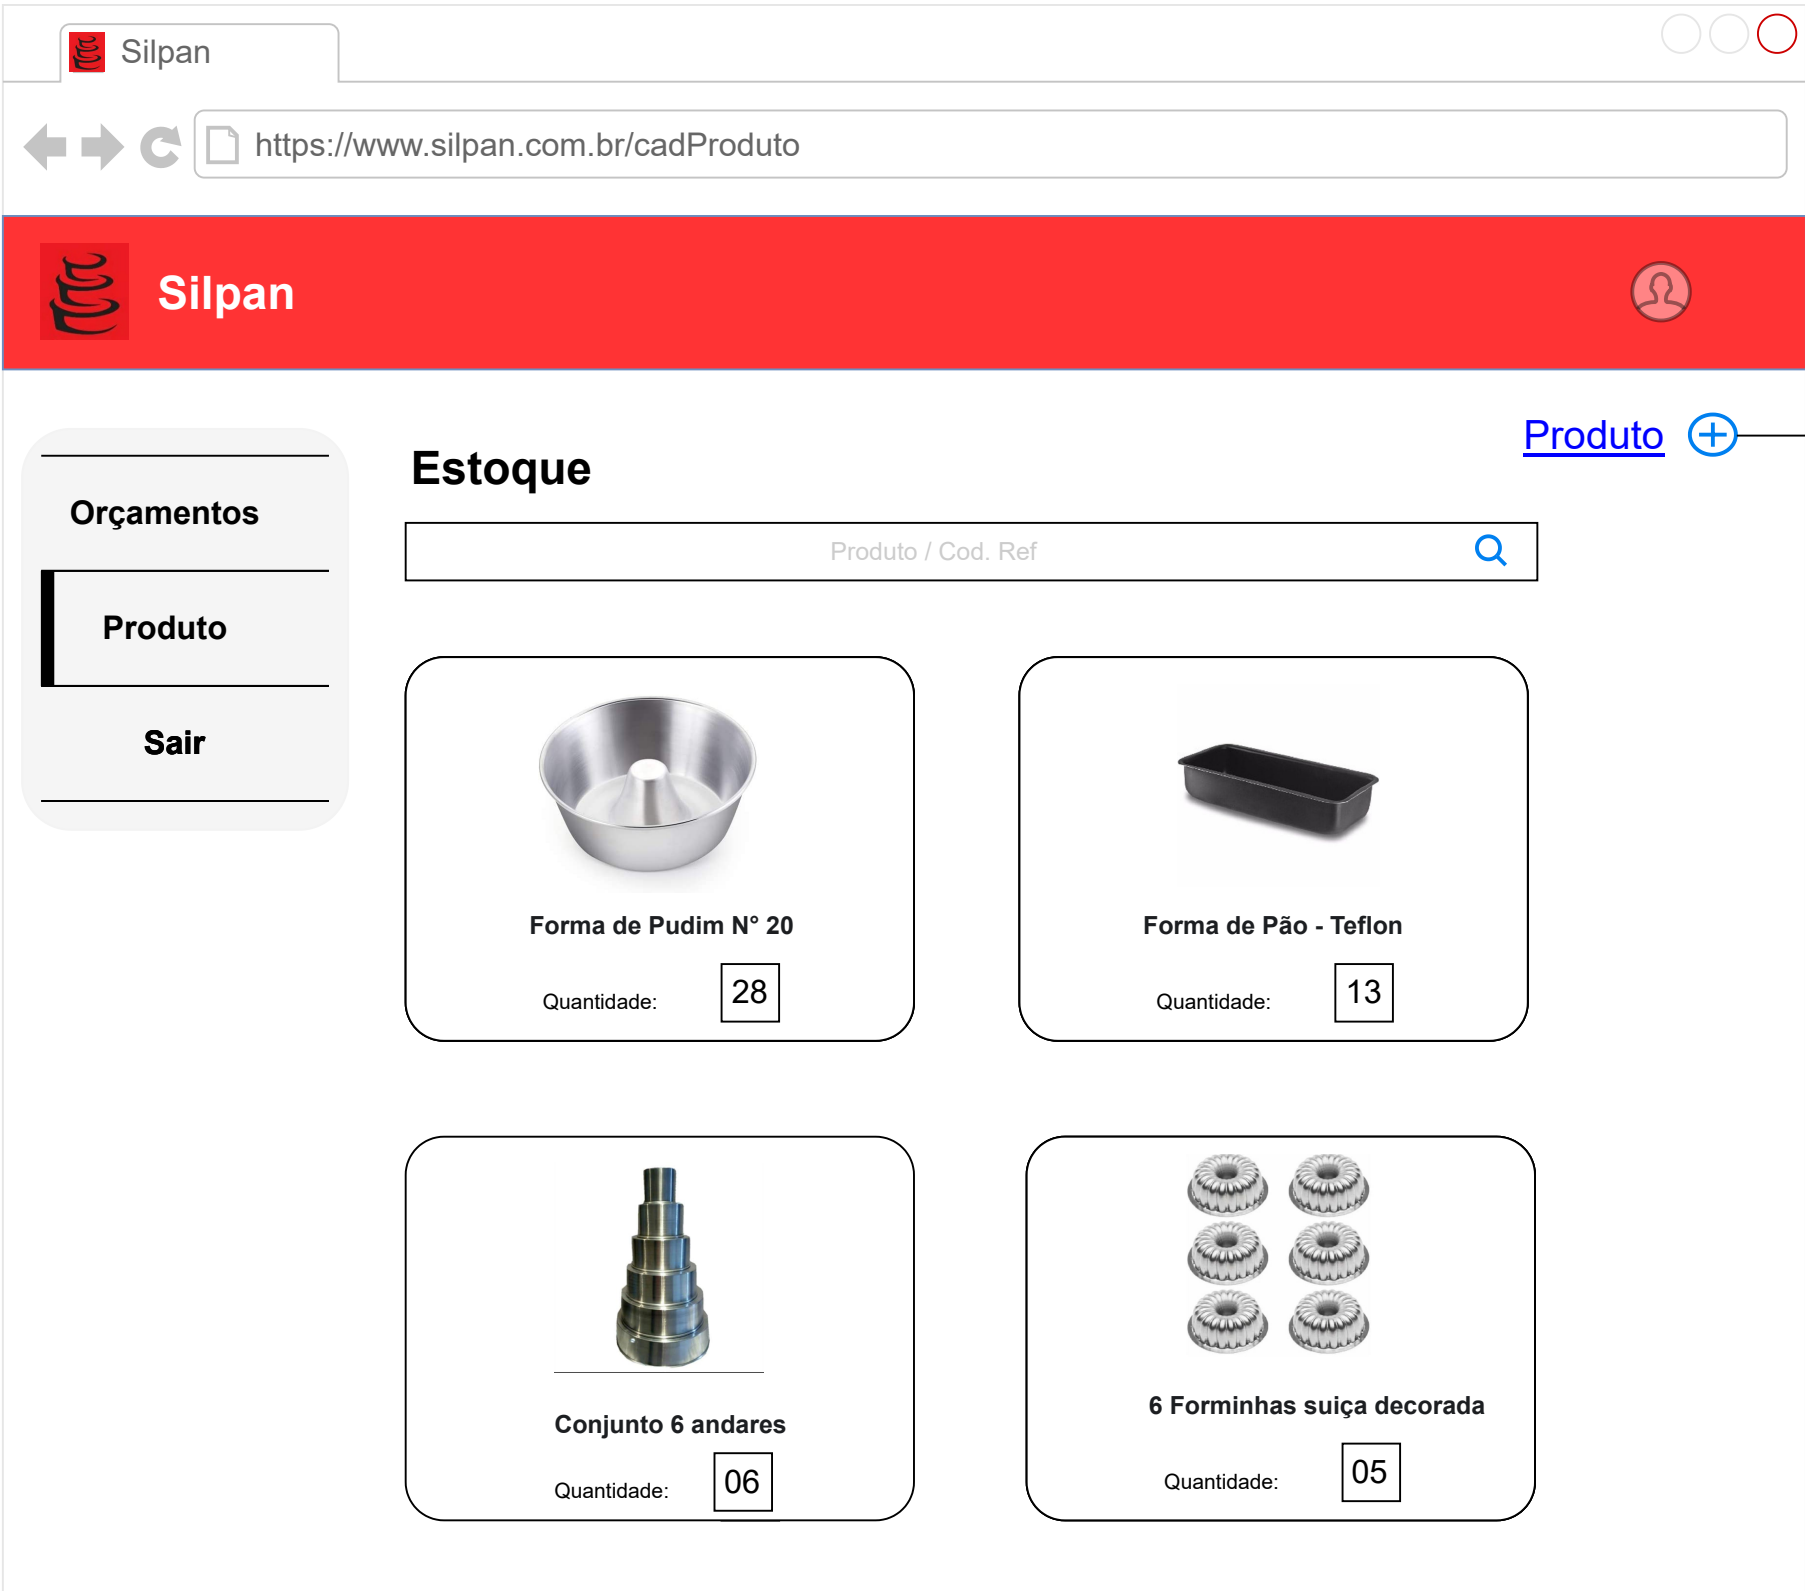 Silpan
https://www.silpan.com.br/cadProduto
Silpan
Produto
Estoque
Orçamentos
Produto / Cod. Ref
Produto
Sair
Forma de Pudim N° 20
Quantidade: 28
Forma de Pão - Teflon
Quantidade: 13
Conjunto 6 andares
Quantidade: 06
6 Forminhas suiça decorada
Quantidade: 05